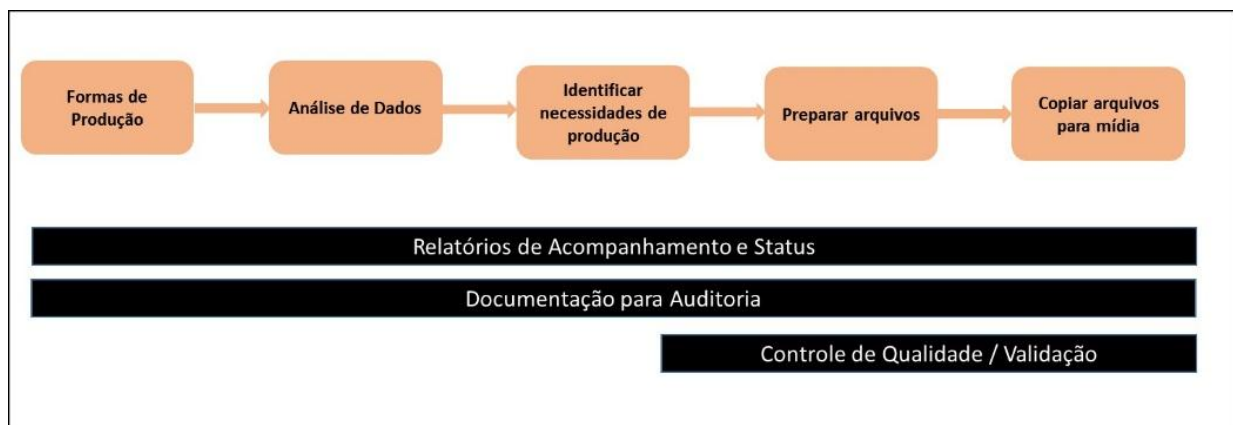 Formas de
Produção
Análise de Dados
Identificar
necessidades de
produção
Preparar arquivos
Copiar arquivos
para mídia
Relatórios de Acompanhamento e Status
Documentação para Auditoria
Controle de Qualidade / Validação